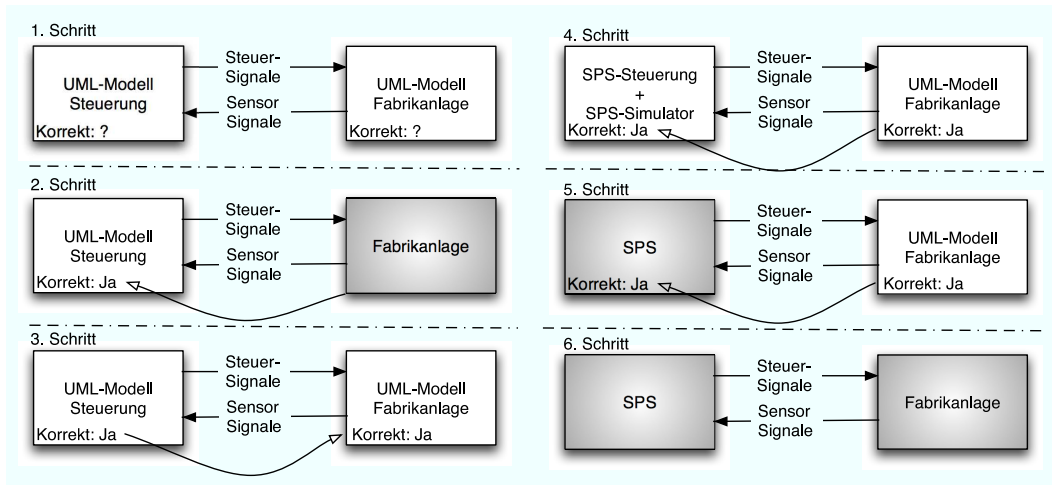 1. Schritt
UML-Modell
Steuerung
Korrekt: ?
Steuer-
Signale
Sensor
Signale
UML-Modell
Fabrikanlage
Korrekt: ?
2. Schritt
UML-Modell
Steuerung
Korrekt: Ja
Steuer-
Signale
Sensor
Signale
Fabrikanlage
3. Schritt
UML-Modell
Steuerung
Korrekt: Ja
Steuer-
Signale
Sensor
Signale
UML-Modell
Fabrikanlage
Korrekt: Ja
4. Schritt
SPS-Steuerung
+
SPS-Simulator
Korrekt: Ja
Steuer-
Signale
Sensor
Signale
UML-Modell
Fabrikanlage
Korrekt: Ja
5. Schritt
SPS
Korrekt: Ja
Steuer-
Signale
Sensor
Signale
UML-Modell
Fabrikanlage
Korrekt: Ja
6. Schritt
SPS
Steuer-
Signale
Sensor
Signale
Fabrikanlage